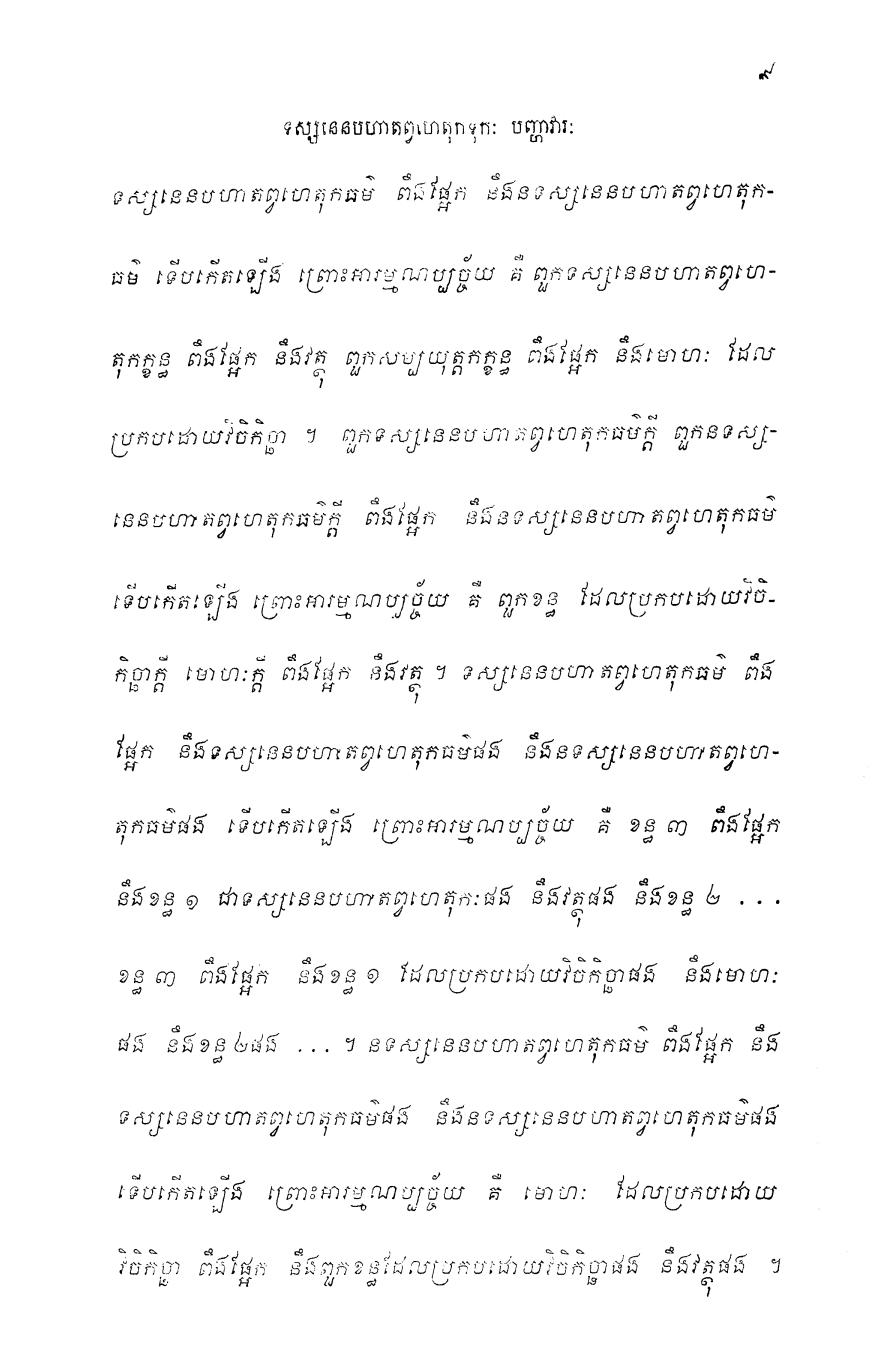 ៩
ទស្សនេនបហាតព្វហេតុកទុកៈ បញ្ហាវារៈ
ទស្សនេនបហាតព្វហេតុកធម៌ ពឹងផ្អែក នឹងនទស្សនេនបហាតព្វហេតុក-
ធម៌ ទើបកើតឡើង ព្រោះអារម្មណប្បច្ច័យ គឺ ពួកទស្សនេនបហាតព្វហេ-
តុកក្ខន្ធ ពឹងផ្អែក នឹងវត្ថុ ពួកសម្បយុត្តកក្ខន្ធ ពឹងផ្អែក នឹងមោហៈ ដែល
ប្រកបដោយវិចិកិច្ឆា ។ ពួកទស្សនេនបហាតព្វហេតុកធម៌ក្តី ពួកនទស្ស-
នេនបហាតព្វហេតុកធម៌ក្តី ពឹងផ្អែក នឹងនទស្សនេនបហាតព្វហេតុកធម៌
ទើបកើតឡើង ព្រោះអារម្មណប្បច្ច័យ គឺ ពួកខន្ធ ដែលប្រកបដោយវិចិ-
កិច្ឆាក្តី មោហៈក្តី ពឹងផ្អែក នឹងវត្ថុ ។ ទស្សនេនបហាតព្វហេតុកធម៌ ពឹង
ផ្អែក នឹងទស្សនេនបហាតព្វហេតុកធម៌ផង នឹងនទស្សនេនបហាតព្វហេ-
តុកធម៌ផង ទើបកើតឡើង ព្រោះអារម្មណប្បច្ច័យ គឺ ខន្ធ ៣ ពឹងផ្អែក
នឹងខន្ធ ១ ជាទស្សនេនបហាតព្វហេតុកៈផង នឹងវត្ថុផង នឹងខន្ធ ២ ...
ខន្ធ ៣ ពឹងផ្អែក នឹងខន្ធ ១ ដែលប្រកបដោយវិចិកិច្ឆាផង នឹងមោហៈ
ផង នឹងខន្ធ ២ផង ... ។ នទស្សនេនបហាតព្វហេតុកធម៌ ពឹងផ្អែក នឹង
ទស្សនេនបហាតព្វហេតុកធម៌ផង នឹងនទស្សនេនបហាតព្វហេតុកធម៌ផង
ទើបកើតឡើង ព្រោះអារម្មណប្បច្ច័យ គឺ មោហៈ ដែលប្រកបដោយ
វិចិកិច្ឆា ពឹងផ្អែក នឹងពួកខន្ធដែលប្រកបដោយវិចិកិច្ឆាផង នឹងវត្ថុផង ។